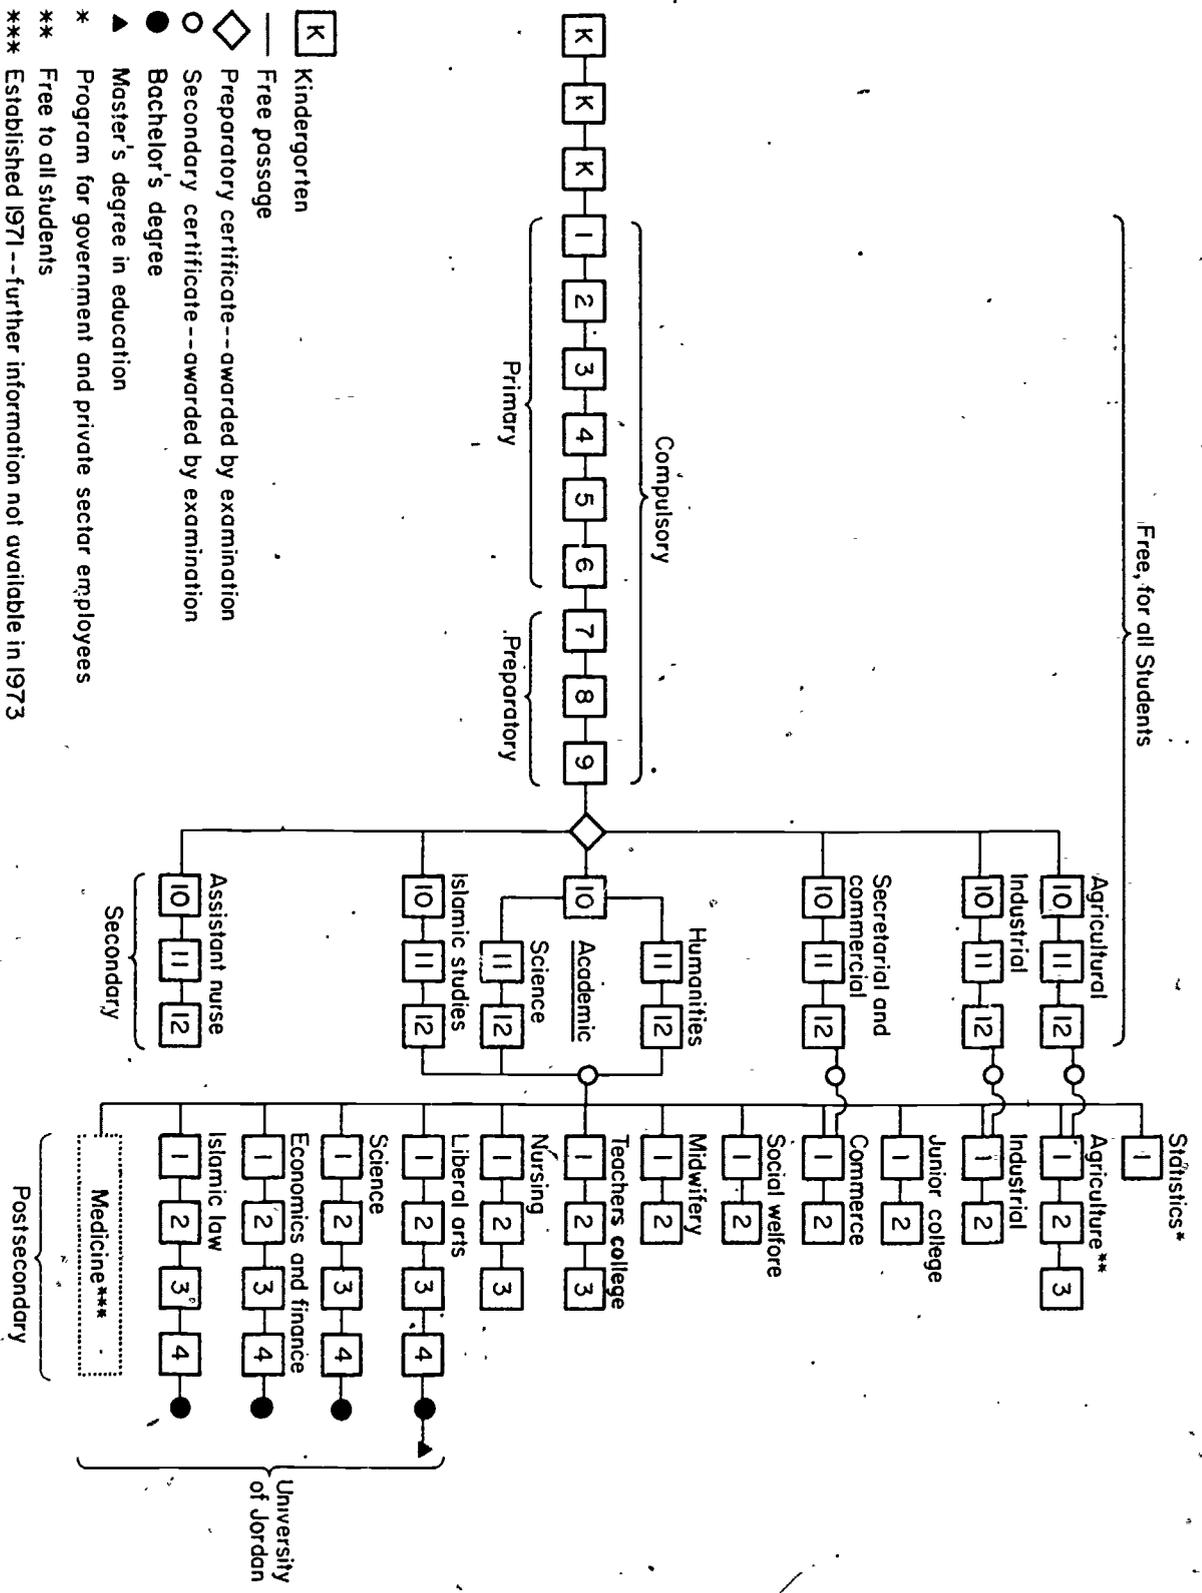 Statistics*
1
Free, for all Students
Agricultural
Agriculture**
10 11 12
1 2 3
Industrial
Industrial
10 11 12
1 2
Junior college
1 2
Secretarial and
commercial
Commerce
10 11 12
1 2
Social welfare
1 2
Humanities
Midwifery
Compulsory
11 12
1 2
Teachers college
K K K 1 2 3 4 5 6 7 8 9
10
Academic
1 2 3
Primary
Preparatory
Science
Nursing
11 12
1 2 3
Islamic studies
Liberal arts
10 11 12
1 2 3 4
Science
1 2 3 4
Economics and finance
1 2 3 4
University
of Jordan
Assistant nurse
Islamic law
10 11 12
1 2 3 4
Secondary
Medicine***
Postsecondary
K Kindergarten
Free passage
Preparatory certificate--awarded by examination
Secondary certificate--awarded by examination
Bachelor's degree
Master's degree in education
* Program for government and private sector employees
** Free to all students
*** Established 1971--further information not available in 1973